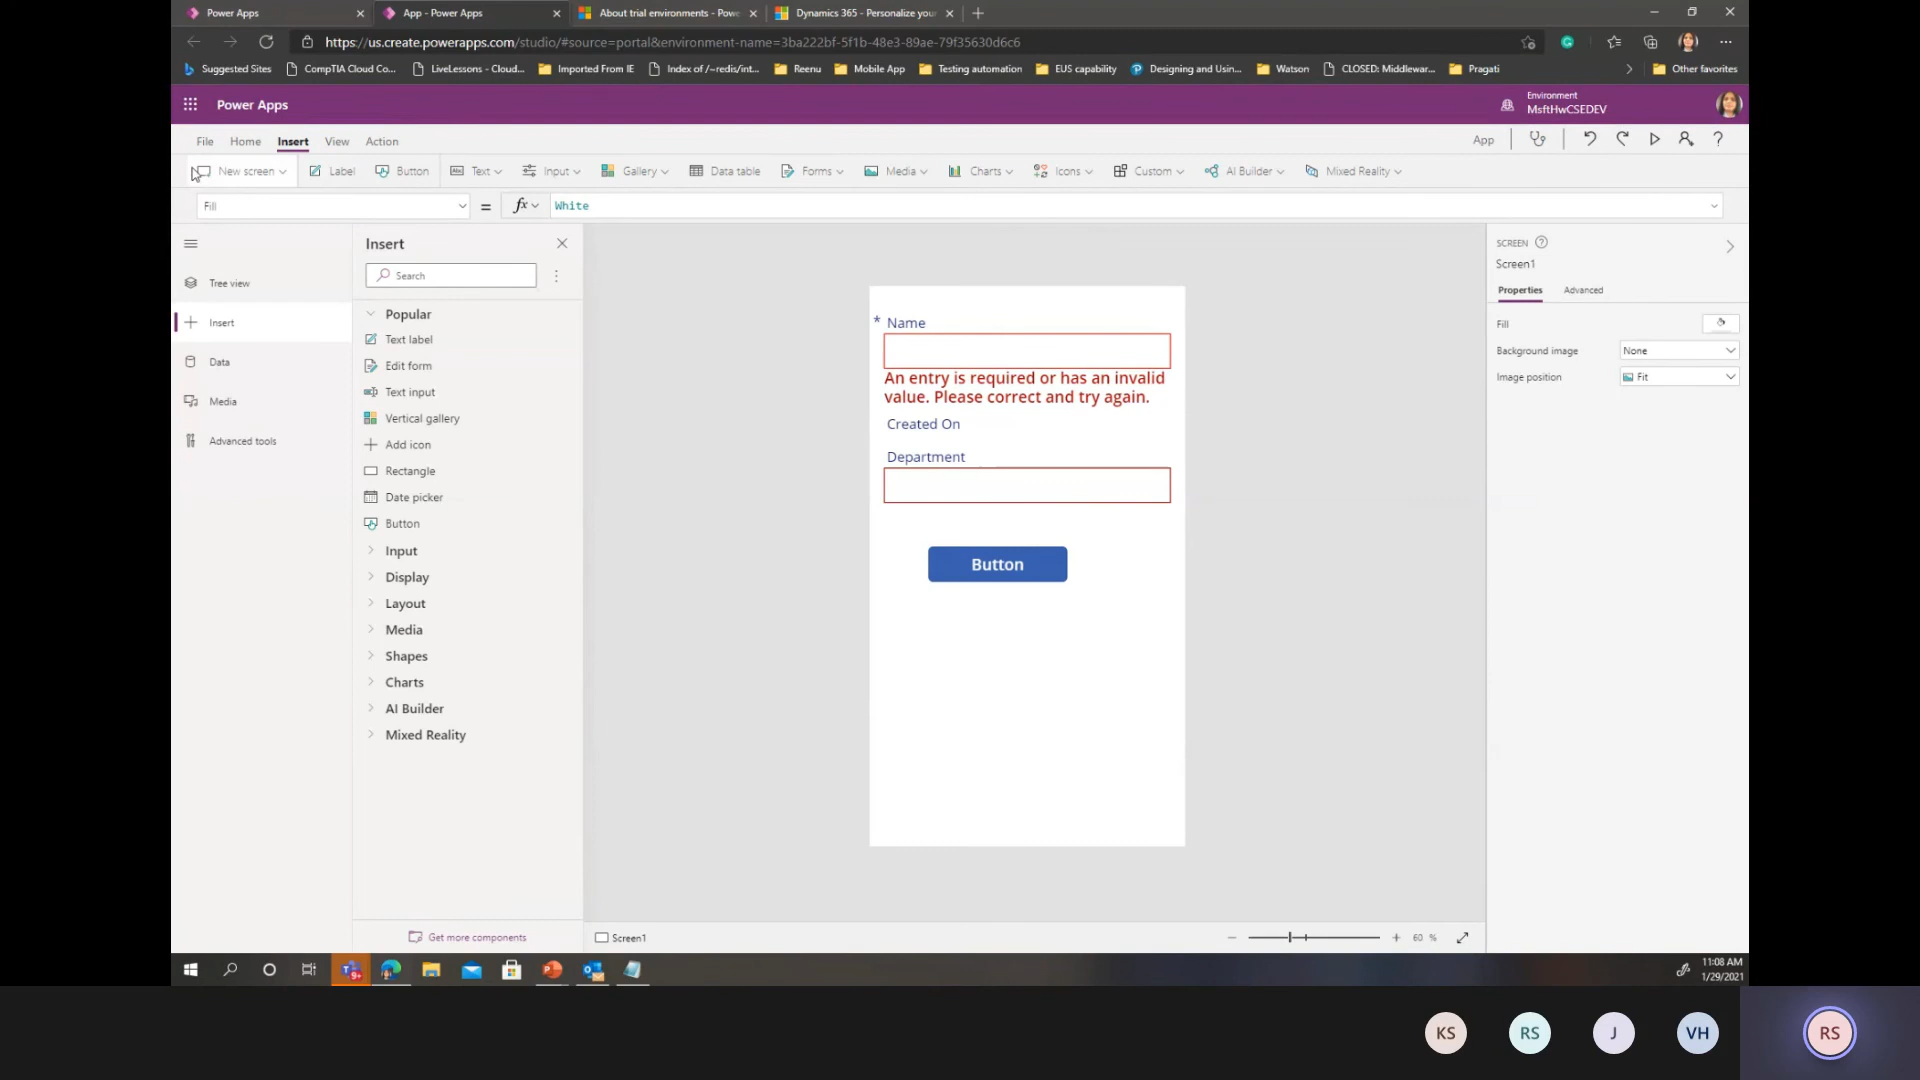 Power Apps
App - Power Apps
About trial environments - Powe
Dynamics 365 - Personalize your
https://us.create.powerapps.com/studio/#source=portal&environment-name=3ba222bf-5f1b-48e3-89ae-79f35630d6c6
Suggested Sites
CompTIA Cloud Co...
LiveLessons - Cloud...
Imported From IE
Index of /~redis/int...
Reenu
Mobile App
Testing automation
EUS capability
Designing and Usin...
Watson
CLOSED: Middlewar...
Pragati
Other favorites
Power Apps
Environment
MsftHwCSEDEV
File
Home
Insert
View
Action
App
New screen
Label
Button
Text
Input
Gallery
Data table
Forms
Media
Charts
Icons
Custom
AI Builder
Mixed Reality
Fill
=
fx
White
Tree view
Insert
Data
Media
Advanced tools
Insert
Search
Popular
Text label
Edit form
Text input
Vertical gallery
Add icon
Rectangle
Date picker
Button
Input
Display
Layout
Media
Shapes
Charts
AI Builder
Mixed Reality
Get more components
* Name
An entry is required or has an invalid
value. Please correct and try again.
Created On
Department
Button
Screen1
60 %
SCREEN
Screen1
Properties
Advanced
Fill
Background image
None
Image position
Fit
9+
11:08 AM
1/29/2021
KS
RS
J
VH
RS